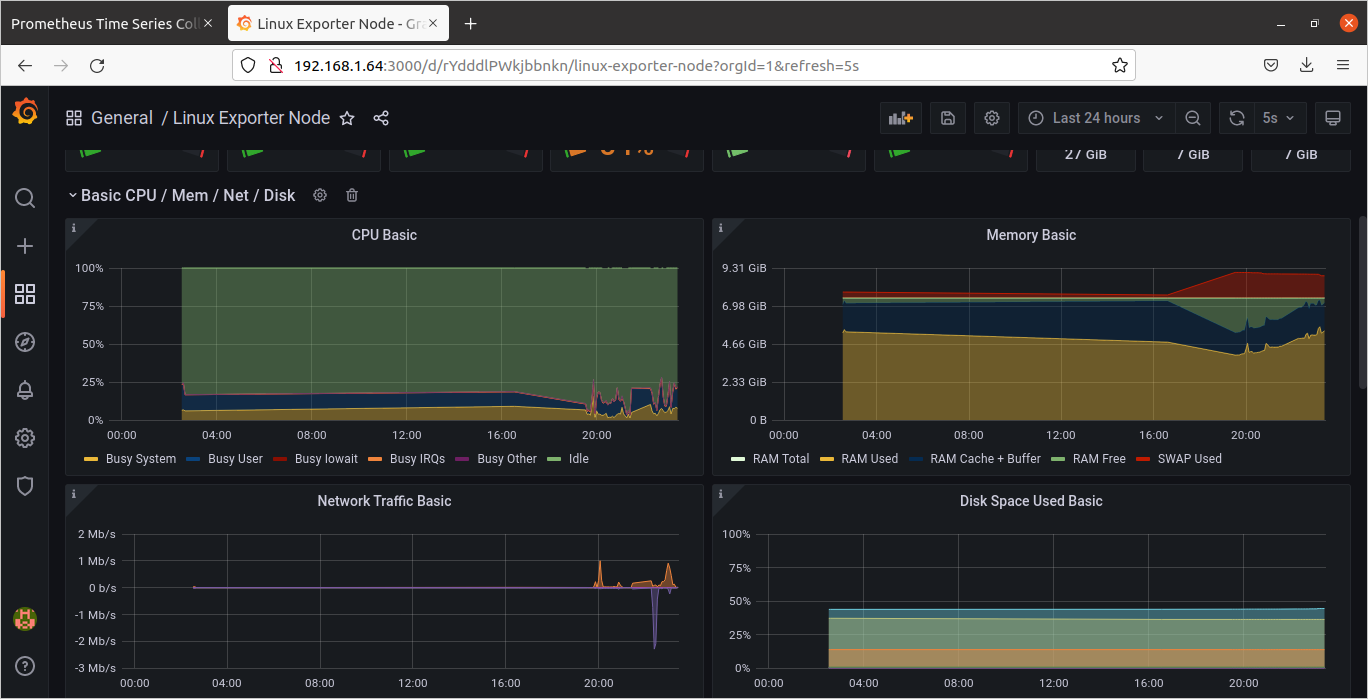 Prometheus Time Series Col
Linux Exporter Node - Gra
192.168.1.64:3000/d/rYdddlPWkjbbnkn/linux-exporter-node?orgId=1&refresh=5s
General / Linux Exporter Node
Last 24 hours
5s
27 GiB
7 GiB
7 GiB
Basic CPU / Mem / Net / Disk
CPU Basic
100%
75%
50%
25%
0%
00:00 04:00 08:00 12:00 16:00 20:00
Busy System Busy User Busy Iowait Busy IRQs Busy Other Idle
Memory Basic
9.31 GiB
6.98 GiB
4.66 GiB
2.33 GiB
0 B
00:00 04:00 08:00 12:00 16:00 20:00
RAM Total RAM Used RAM Cache + Buffer RAM Free SWAP Used
Network Traffic Basic
2 Mb/s
1 Mb/s
0 b/s
-1 Mb/s
-2 Mb/s
-3 Mb/s
00:00 04:00 08:00 12:00 16:00 20:00
Disk Space Used Basic
100%
75%
50%
25%
0%
00:00 04:00 08:00 12:00 16:00 20:00